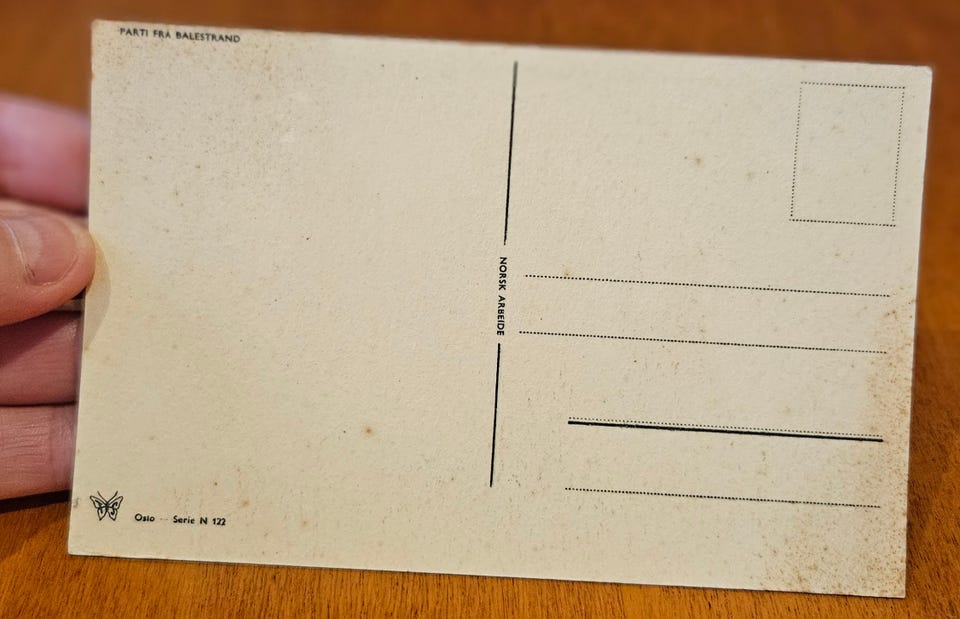 PARTI FRA BALESTRAND
NORSK ARBEIDE
Oslo — Serie N 122